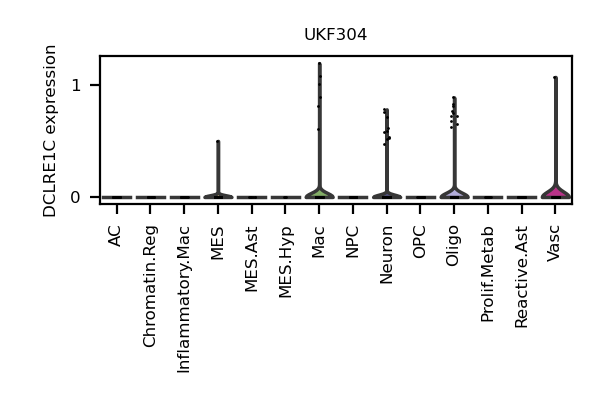 UKF304
DCLRE1C expression
1
0
AC
Chromatin.Reg
Inflammatory.Mac
MES
MES.Ast
MES.Hyp
Mac
NPC
Neuron
OPC
Oligo
Prolif.Metab
Reactive.Ast
Vasc